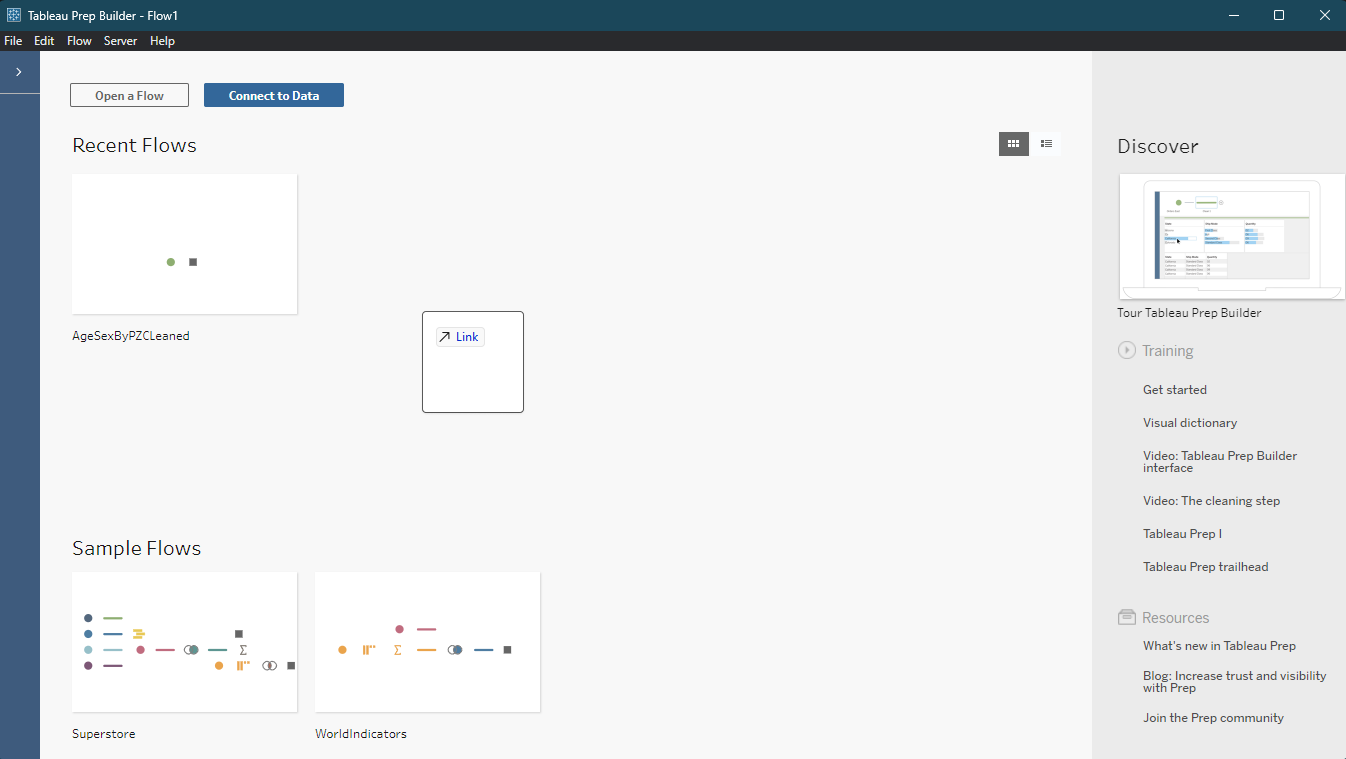 Tableau Prep Builder - Flow1
File Edit Flow Server Help
Open a Flow
Connect to Data
Recent Flows
AgeSexByPZCLeaned
Link
Sample Flows
Superstore
WorldIndicators
Discover
Tour Tableau Prep Builder
Training
Get started
Visual dictionary
Video: Tableau Prep Builder
interface
Video: The cleaning step
Tableau Prep I
Tableau Prep trailhead
Resources
What's new in Tableau Prep
Blog: Increase trust and visibility
with Prep
Join the Prep community